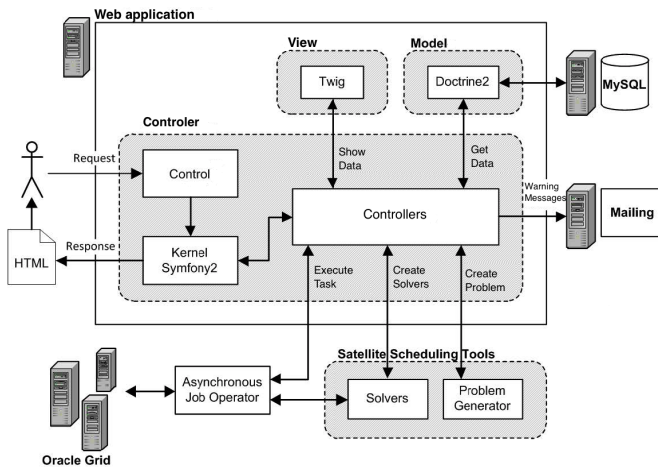 Web application
View
Model
Twig
Doctrine2
MySQL
Controler
Request
Show
Data
Get
Data
Control
Controllers
Warning
Messages
Mailing
HTML
Response
Kernel
Symfony2
Execute
Task
Create
Solvers
Create
Problem
Satellite Scheduling Tools
Asynchronous
Job Operator
Solvers
Problem
Generator
Oracle Grid